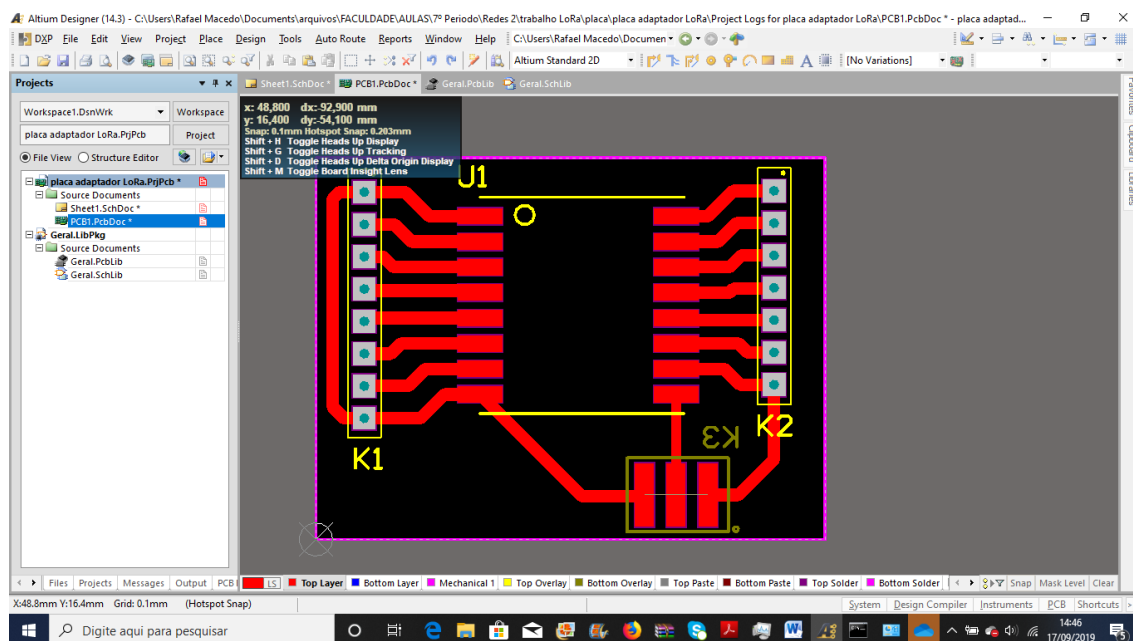 Altium Designer (14.3) - C:\Users\Rafael Macedo\Documents\arquivos\FACULDADE\AULAS\7º Periodo\Redes 2\trabalho LoRa\placa\placa adaptador LoRa\Project Logs for placa adaptador LoRa\PCB1.PcbDoc * - placa adaptad...
DXP File Edit View Project Place Design Tools Auto Route Reports Window Help C:\Users\Rafael Macedo\Documen
Altium Standard 2D [No Variations]
Projects
Sheet1.SchDoc * PCB1.PcbDoc * Geral.PcbLib Geral.SchLib
Workspace1.DsnWrk Workspace
placa adaptador LoRa.PrjPcb Project
File View Structure Editor
placa adaptador LoRa.PrjPcb *
Source Documents
Sheet1.SchDoc *
PCB1.PcbDoc *
Geral.LibPkg
Source Documents
Geral.PcbLib
Geral.SchLib
x: 48,800 dx:-92,900 mm
y: 16,400 dy:-54,100 mm
Snap: 0.1mm Hotspot Snap: 0.203mm
Shift + H Toggle Heads Up Display
Shift + G Toggle Heads Up Tracking
Shift + D Toggle Heads Up Delta Origin Display
Shift + M Toggle Board Insight Lens
J1
K1
K2
K3
Favorites
Clipboard
Libraries
Files Projects Messages Output PCB LS Top Layer Bottom Layer Mechanical 1 Top Overlay Bottom Overlay Top Paste Bottom Paste Top Solder Bottom Solder Snap Mask Level Clear
X:48.8mm Y:16.4mm Grid: 0.1mm (Hotspot Snap) System Design Compiler Instruments PCB Shortcuts
Digite aqui para pesquisar
14:46
17/09/2019